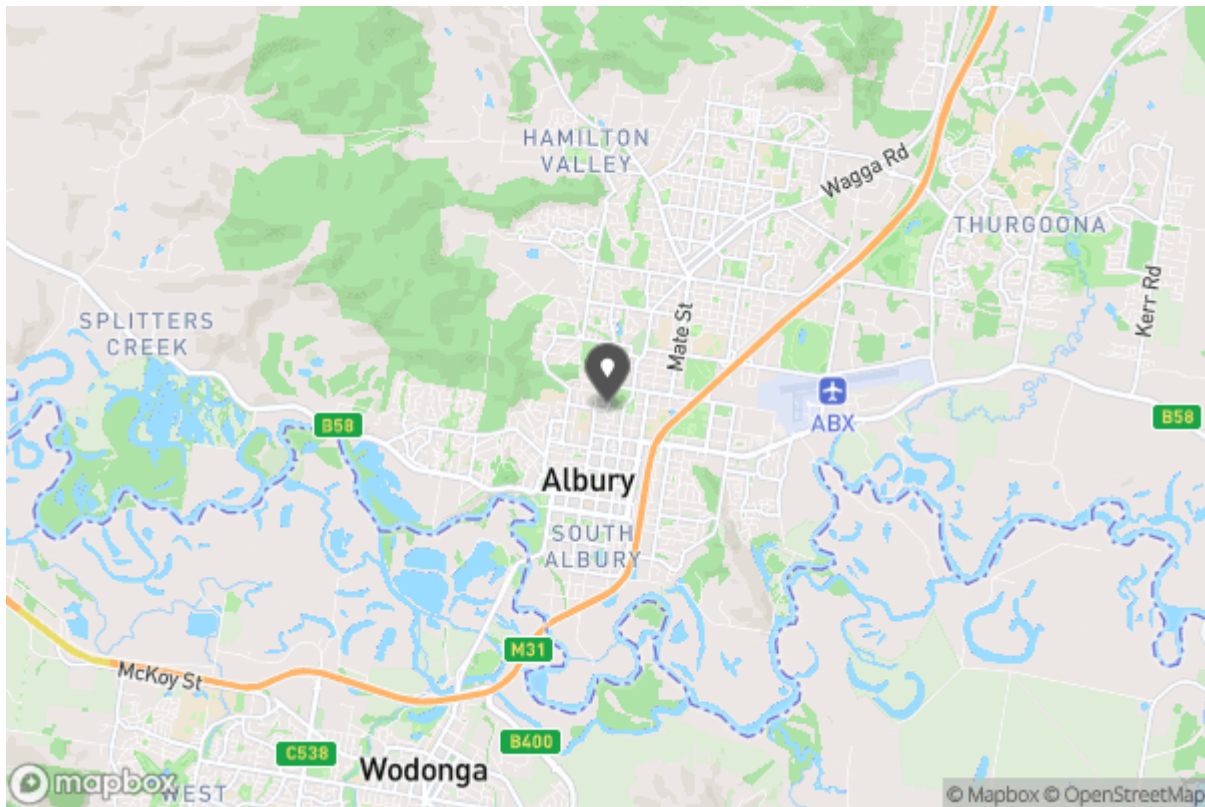 HAMILTON
VALLEY
Wagga Rd
THURGOONA
SPLITTERS
CREEK
Mate St
Kerr Rd
B58
ABX
B58
Albury
SOUTH
ALBURY
M31
McKoy St
B400
C538
Wodonga
mapbox
WEST
© Mapbox © OpenStreetMap